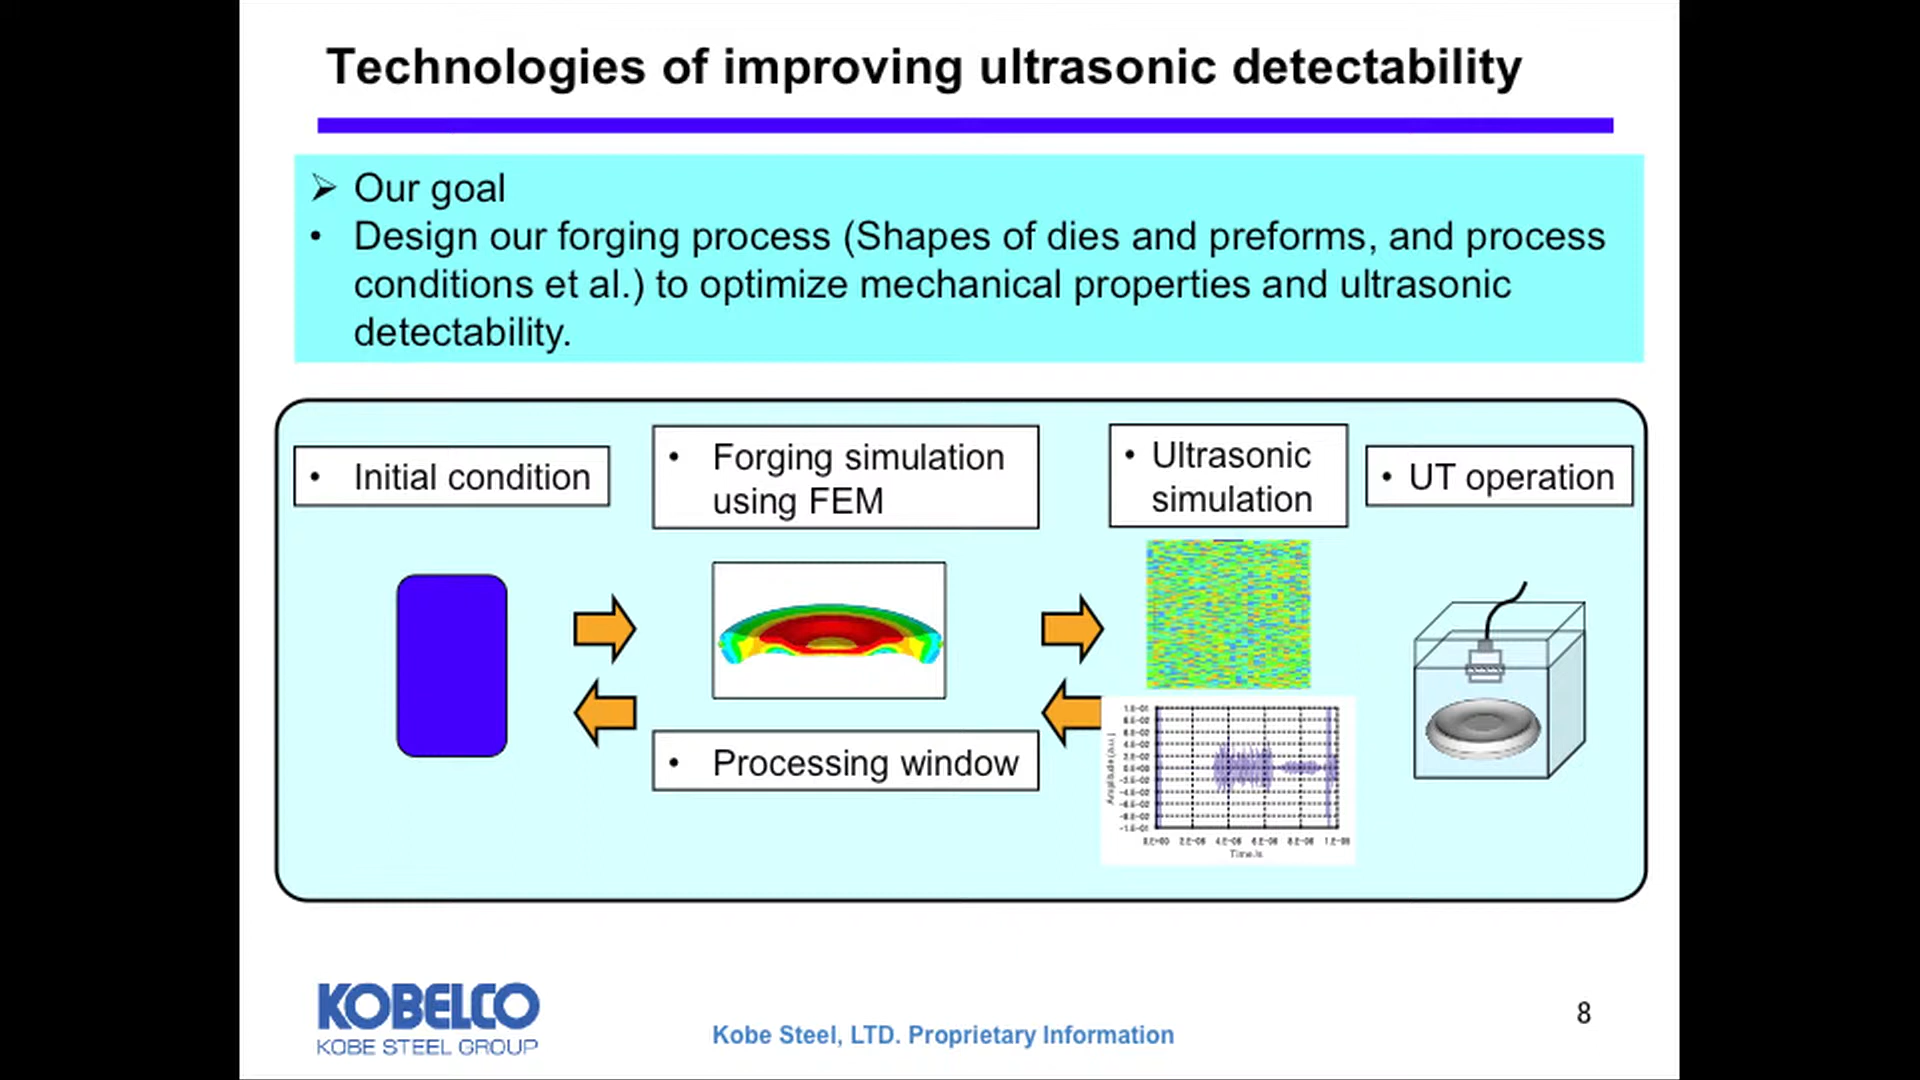 Technologies of improving ultrasonic detectability
➢ Our goal
• Design our forging process (Shapes of dies and preforms, and process
conditions et al.) to optimize mechanical properties and ultrasonic
detectability.
• Initial condition
• Forging simulation
using FEM
• Ultrasonic
simulation
• UT operation
• Processing window
Time/s
KOBELCO
KOBE STEEL GROUP
Kobe Steel, LTD. Proprietary Information
8